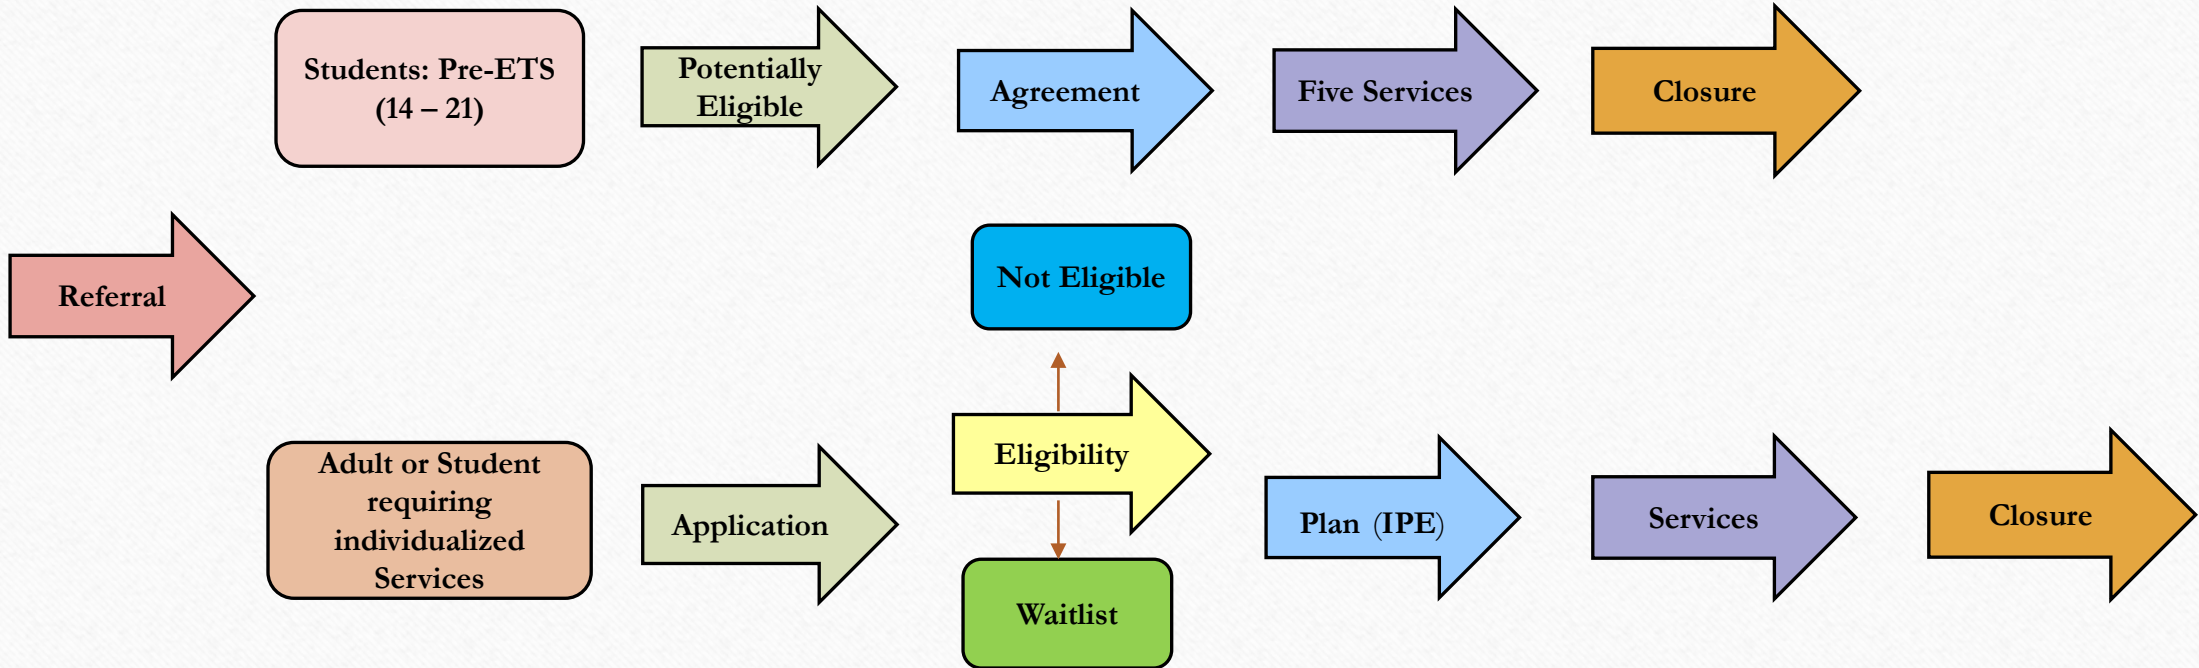 Students: Pre-ETS
(14 – 21)
Potentially
Eligible
Agreement
Five Services
Closure
Referral
Not Eligible
Adult or Student
requiring
individualized
Services
Application
Eligibility
Waitlist
Plan (IPE)
Services
Closure